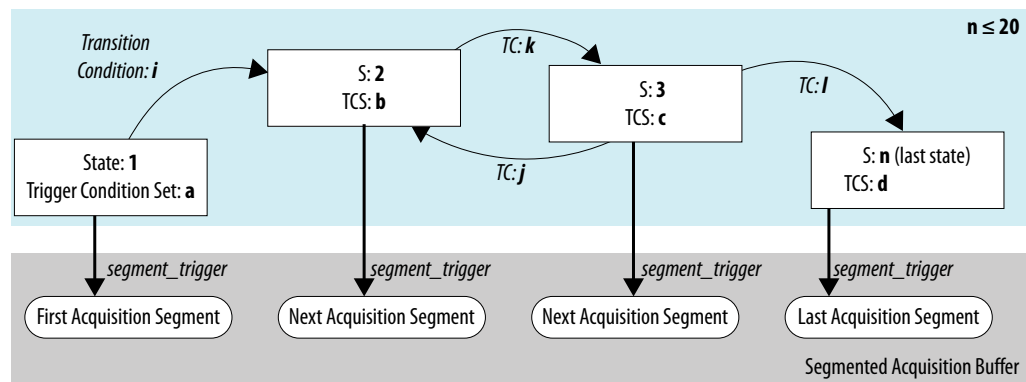 n ≤ 20
Transition
Condition: i
TC: k
S: 2
TCS: b
S: 3
TCS: c
TC: l
TC: j
State: 1
Trigger Condition Set: a
S: n (last state)
TCS: d
segment_trigger
segment_trigger
segment_trigger
segment_trigger
First Acquisition Segment
Next Acquisition Segment
Next Acquisition Segment
Last Acquisition Segment
Segmented Acquisition Buffer